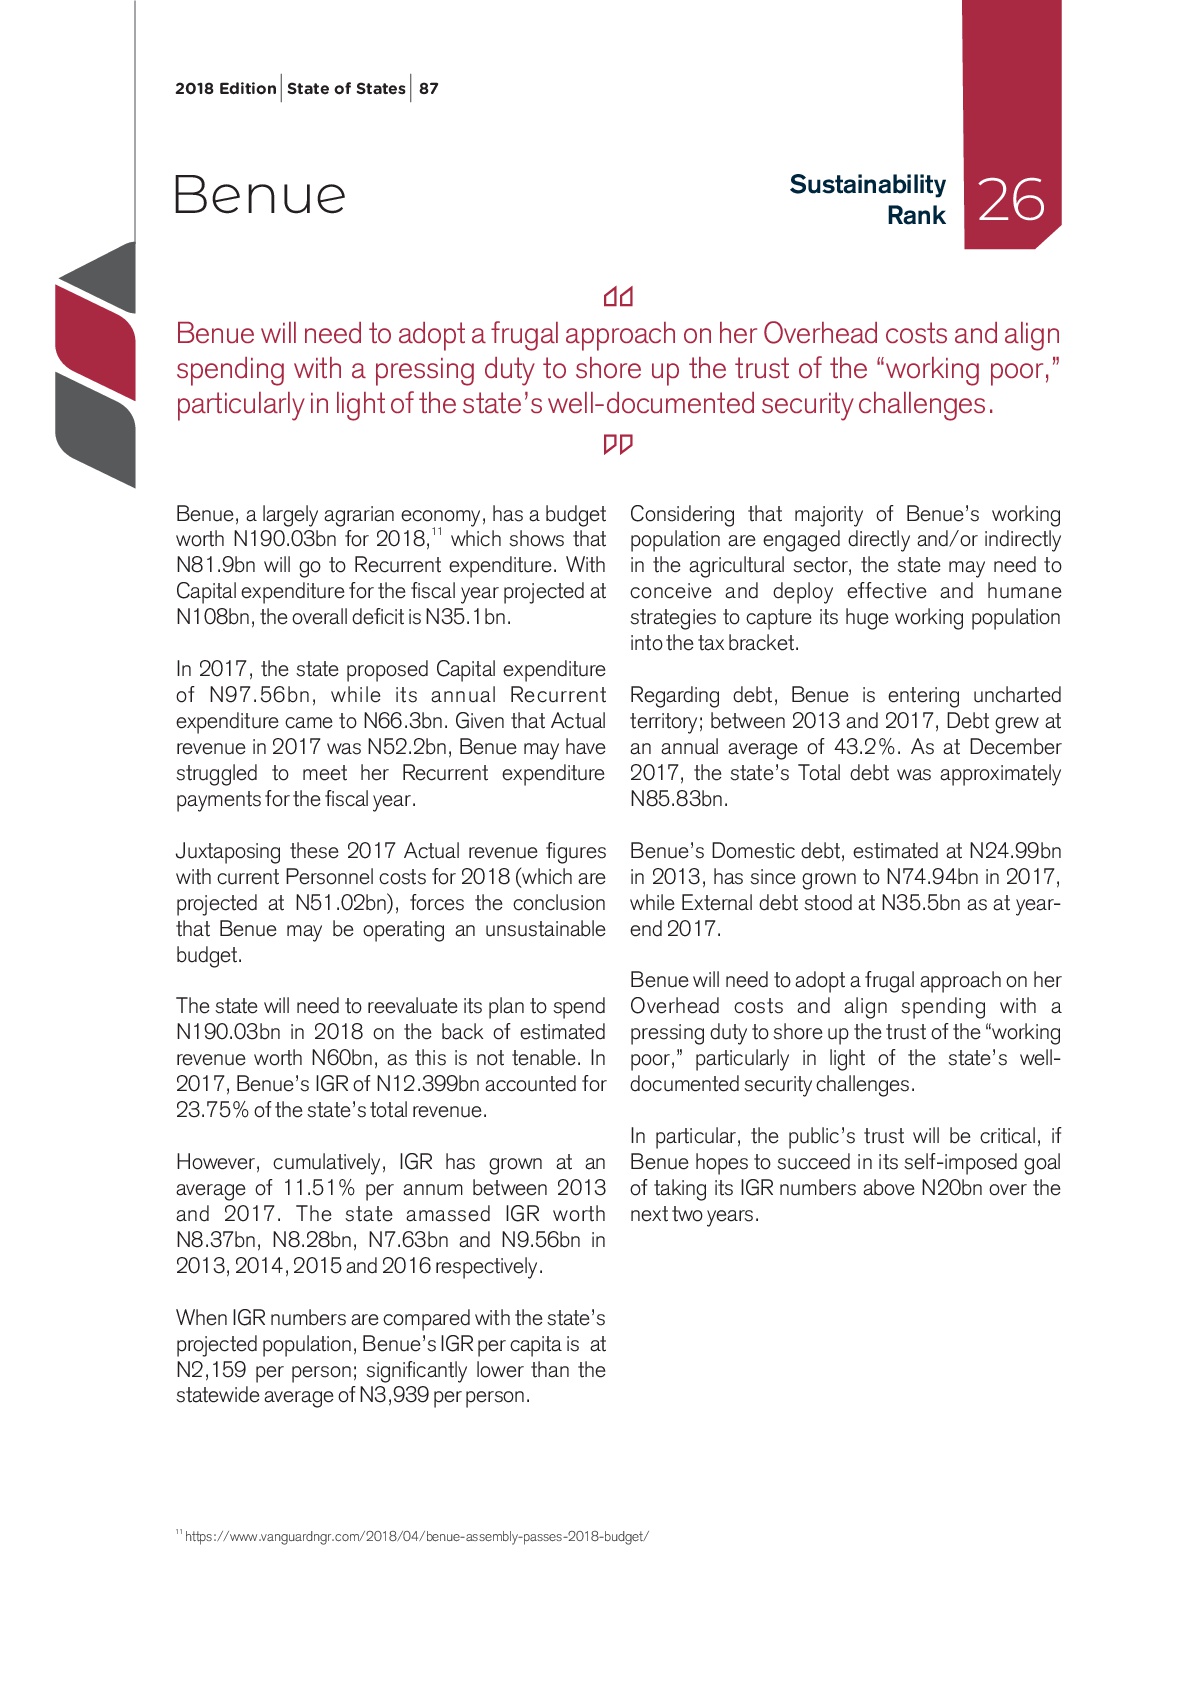 2018 Edition | State of States | 87
Benue
Sustainability
Rank
26
Benue will need to adopt a frugal approach on her Overhead costs and align
spending with a pressing duty to shore up the trust of the “working poor,”
particularly in light of the state’s well-documented security challenges.
Benue, a largely agrarian economy, has a budget
worth N190.03bn for 2018,11 which shows that
N81.9bn will go to Recurrent expenditure. With
Capital expenditure for the fiscal year projected at
N108bn, the overall deficit is N35.1bn.
In 2017, the state proposed Capital expenditure
of N97.56bn, while its annual Recurrent
expenditure came to N66.3bn. Given that Actual
revenue in 2017 was N52.2bn, Benue may have
struggled to meet her Recurrent expenditure
payments for the fiscal year.
Juxtaposing these 2017 Actual revenue figures
with current Personnel costs for 2018 (which are
projected at N51.02bn), forces the conclusion
that Benue may be operating an unsustainable
budget.
The state will need to reevaluate its plan to spend
N190.03bn in 2018 on the back of estimated
revenue worth N60bn, as this is not tenable. In
2017, Benue’s IGR of N12.399bn accounted for
23.75% of the state’s total revenue.
However, cumulatively, IGR has grown at an
average of 11.51% per annum between 2013
and 2017. The state amassed IGR worth
N8.37bn, N8.28bn, N7.63bn and N9.56bn in
2013, 2014, 2015 and 2016 respectively.
When IGR numbers are compared with the state’s
projected population, Benue’s IGR per capita is at
N2,159 per person; significantly lower than the
statewide average of N3,939 per person.
Considering that majority of Benue’s working
population are engaged directly and/or indirectly
in the agricultural sector, the state may need to
conceive and deploy effective and humane
strategies to capture its huge working population
into the tax bracket.
Regarding debt, Benue is entering uncharted
territory; between 2013 and 2017, Debt grew at
an annual average of 43.2%. As at December
2017, the state’s Total debt was approximately
N85.83bn.
Benue’s Domestic debt, estimated at N24.99bn
in 2013, has since grown to N74.94bn in 2017,
while External debt stood at N35.5bn as at year-
end 2017.
Benue will need to adopt a frugal approach on her
Overhead costs and align spending with a
pressing duty to shore up the trust of the “working
poor,” particularly in light of the state’s well-
documented security challenges.
In particular, the public’s trust will be critical, if
Benue hopes to succeed in its self-imposed goal
of taking its IGR numbers above N20bn over the
next two years.
11 https://www.vanguardngr.com/2018/04/benue-assembly-passes-2018-budget/